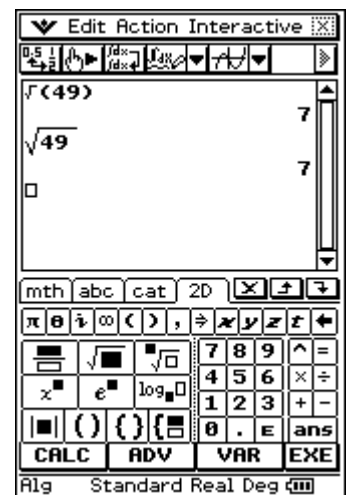 Edit Action Interactive
√(49)
7
√49
7
mth abc cat 2D
π θ i ∞ ( ) , ⇒ x y z t
√■ ■√□ 7 8 9 ^ =
x■ e■ log■□ 4 5 6 × ÷
1 2 3 + −
|■| () {} 0 . E ans
CALC ADV VAR EXE
Alg Standard Real Deg